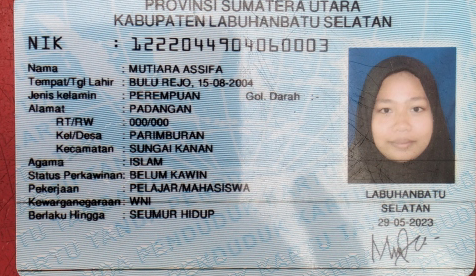 PROVINSI SUMATERA UTARA
KABUPATEN LABUHANBATU SELATAN
NIK : 1222044904060003
Nama : MUTIARA ASSIFA
Tempat/Tgl Lahir : BULU REJO, 15-08-2004
Jenis kelamin : PEREMPUAN Gol. Darah : -
Alamat : PADANGAN
RT/RW : 000/000
Kel/Desa : PARIMBURAN
Kecamatan : SUNGAI KANAN
Agama : ISLAM
Status Perkawinan: BELUM KAWIN
Pekerjaan : PELAJAR/MAHASISWA
Kewarganegaraan: WNI
Berlaku Hingga : SEUMUR HIDUP
LABUHANBATU
SELATAN
29-05-2023